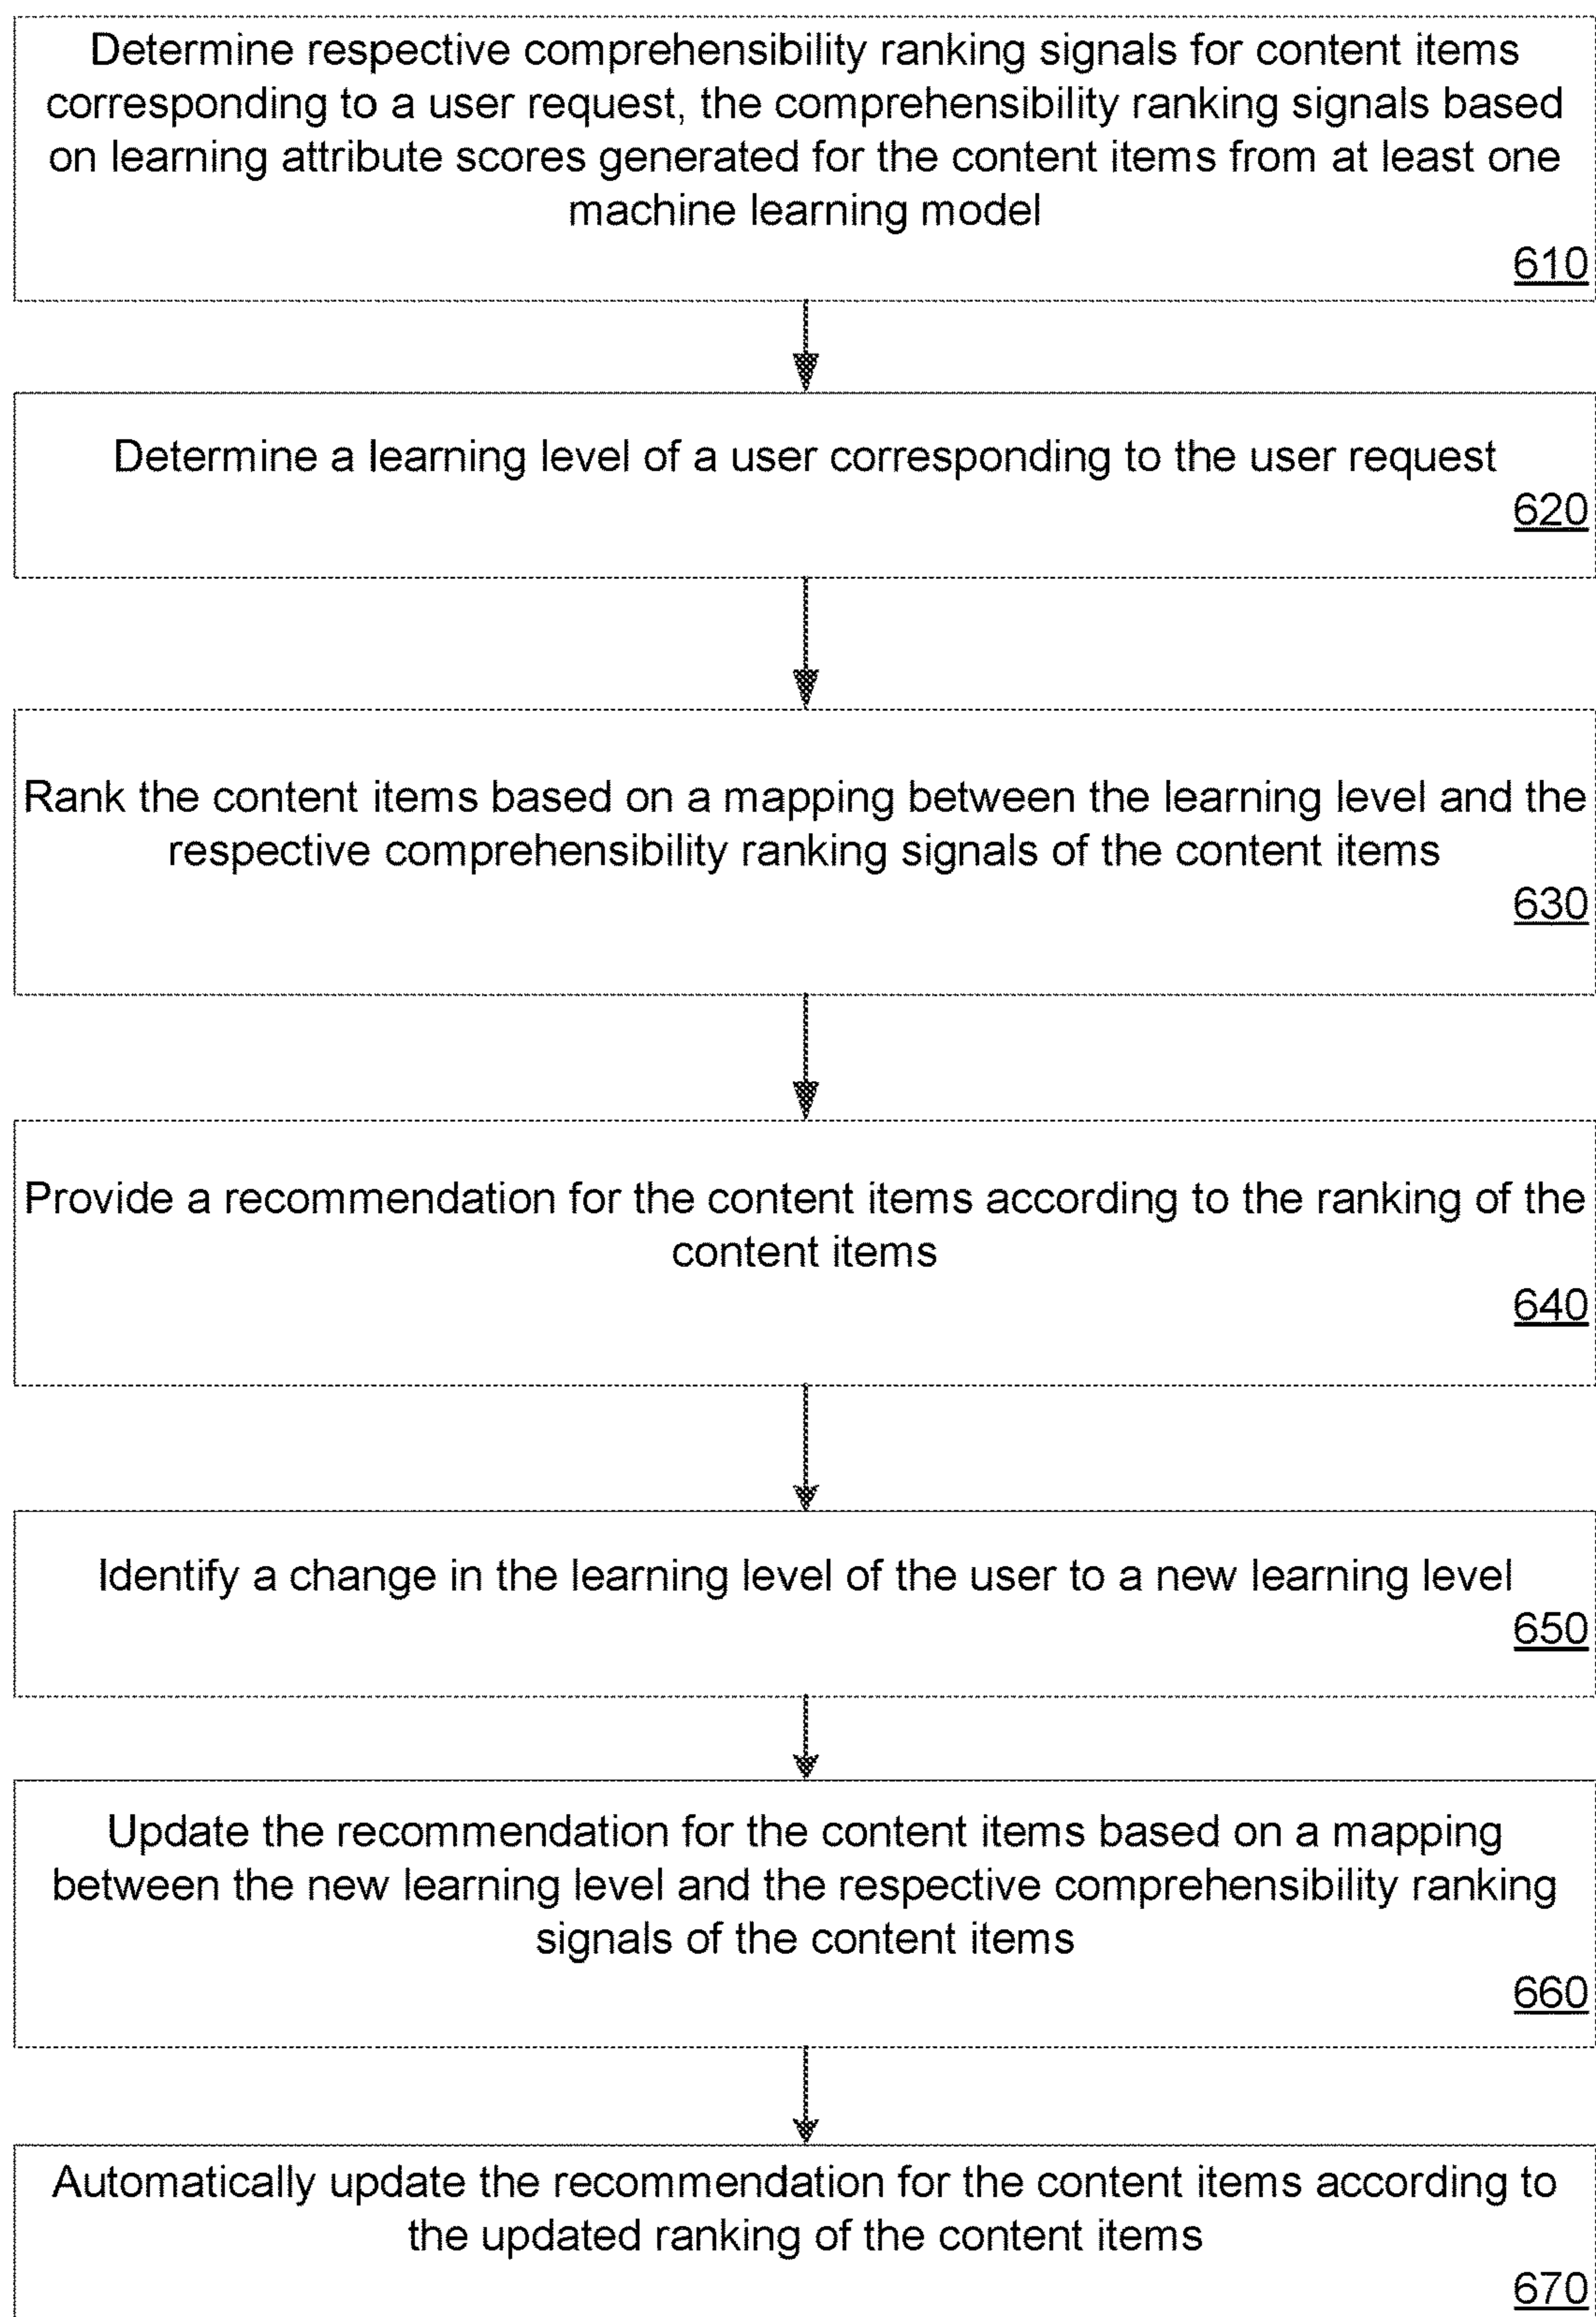 Determine respective comprehensibility ranking signals for content items
corresponding to a user request, the comprehensibility ranking signals based
on learning attribute scores generated for the content items from at least one
machine learning model
610
Determine a learning level of a user corresponding to the user request
620
Rank the content items based on a mapping between the learning level and the
respective comprehensibility ranking signals of the content items
630
Provide a recommendation for the content items according to the ranking of the
content items
640
Identify a change in the learning level of the user to a new learning level
650
Update the recommendation for the content items based on a mapping
between the new learning level and the respective comprehensibility ranking
signals of the content items
660
Automatically update the recommendation for the content items according to
the updated ranking of the content items
670